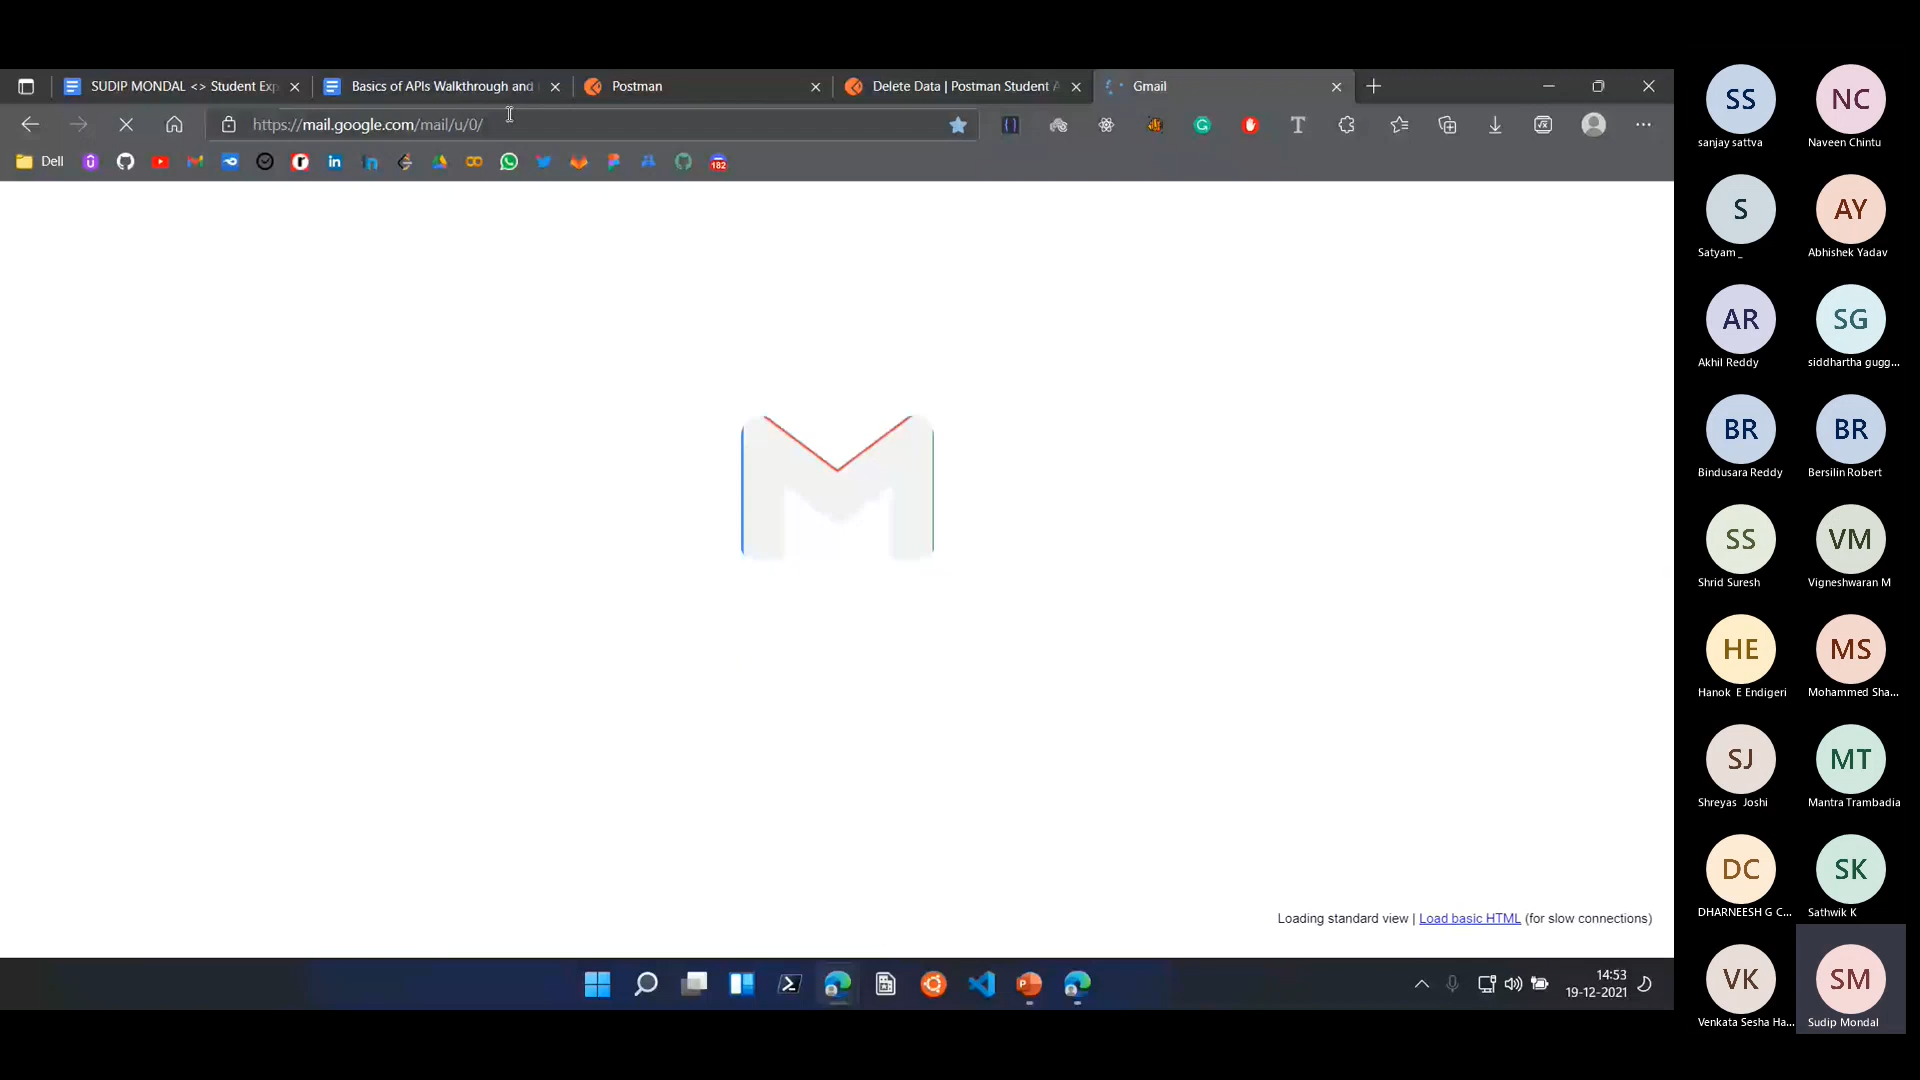 SUDIP MONDAL <> Student Exp
Basics of APIs Walkthrough and
Postman
Delete Data | Postman Student A
Gmail
https://mail.google.com/mail/u/0/
Dell
182
Loading standard view | Load basic HTML (for slow connections)
14:53
19-12-2021
SS
sanjay sattva
NC
Naveen Chintu
S
Satyam _
AY
Abhishek Yadav
AR
Akhil Reddy
SG
siddhartha gugg...
BR
Bindusara Reddy
BR
Bersilin Robert
SS
Shrid Suresh
VM
Vigneshwaran M
HE
Hanok E Endigeri
MS
Mohammed Sha...
SJ
Shreyas Joshi
MT
Mantra Trambadia
DC
DHARNEESH G C...
SK
Sathwik K
VK
Venkata Sesha Ha...
SM
Sudip Mondal